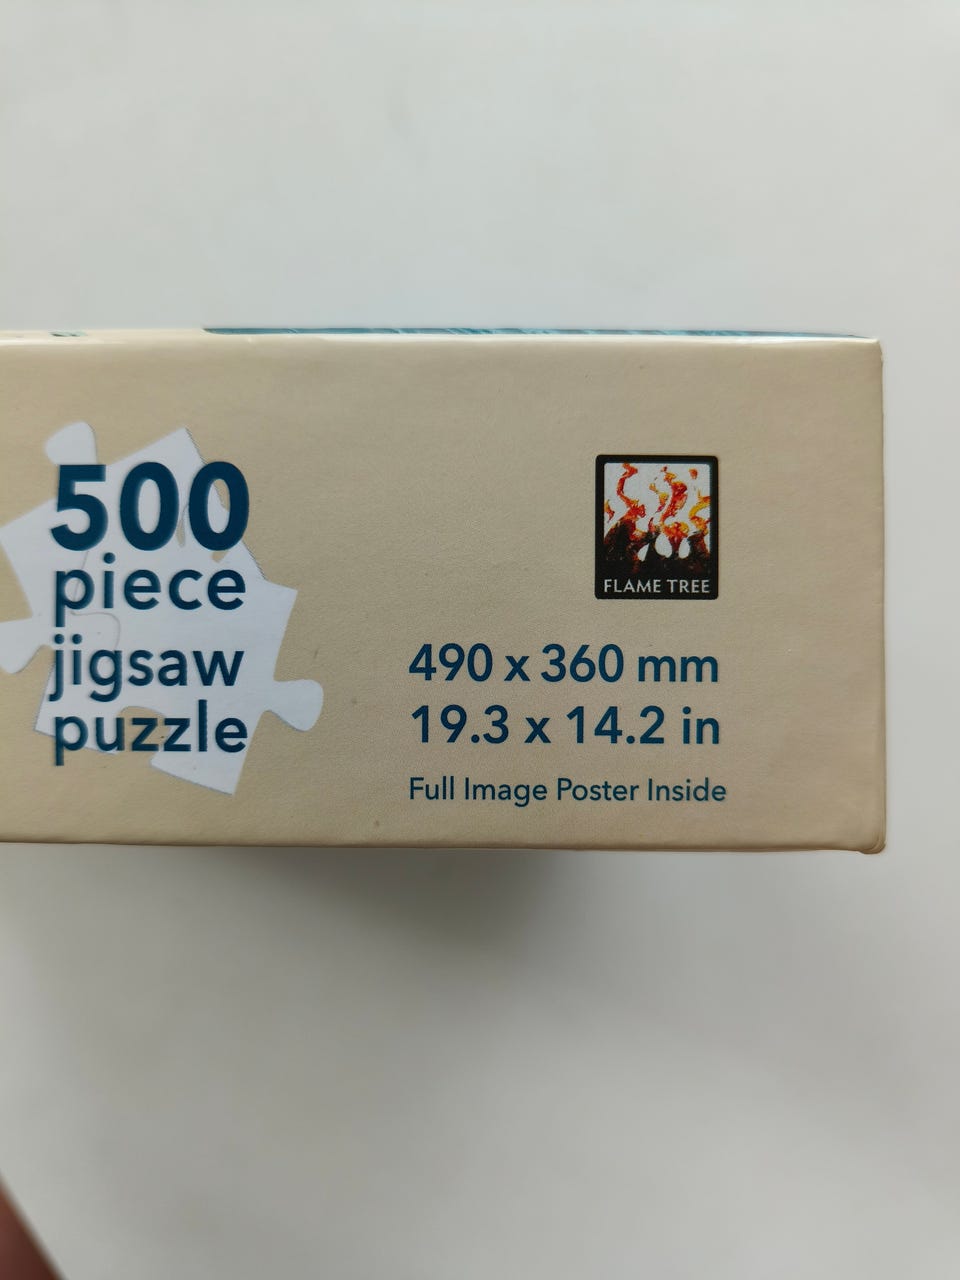 500
piece
jigsaw
puzzle
FLAME TREE
490 x 360 mm
19.3 x 14.2 in
Full Image Poster Inside